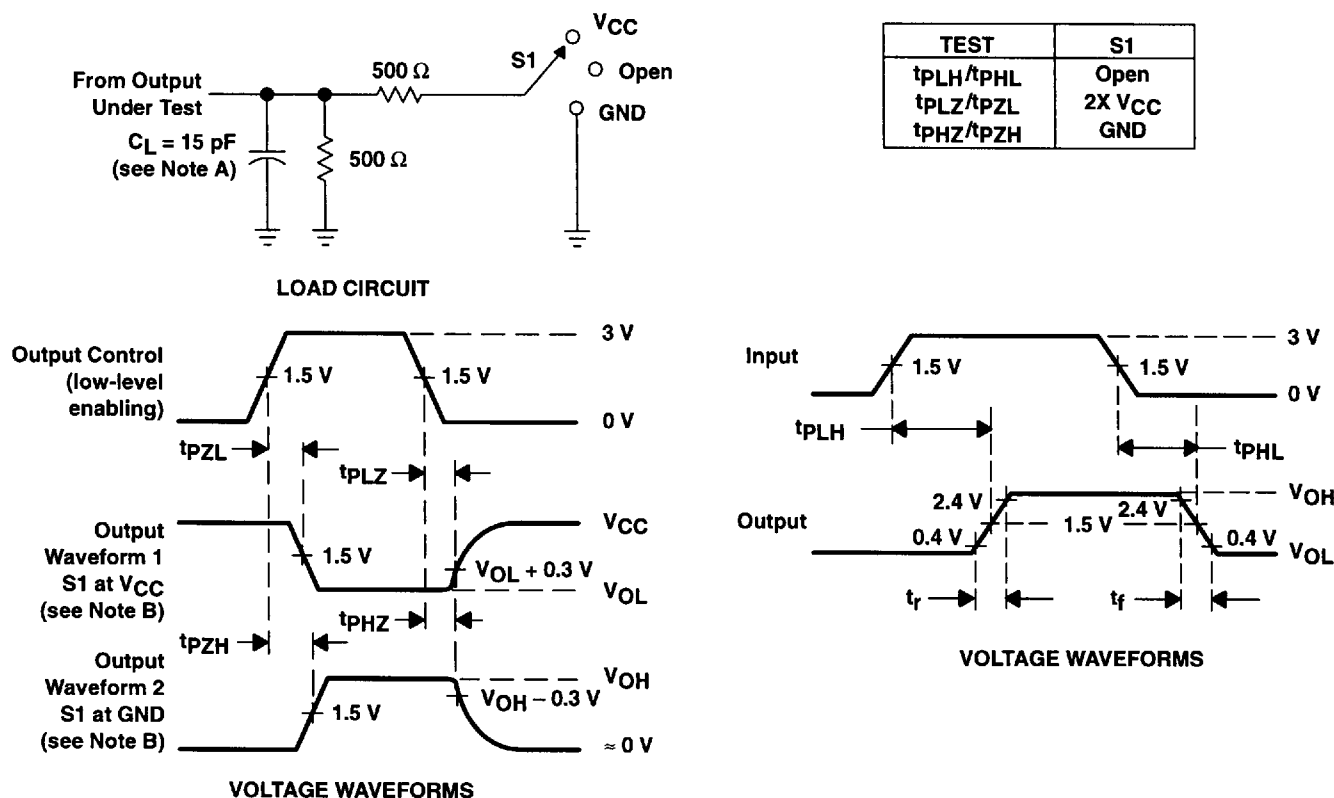 From Output
Under Test
CL = 15 pF
(see Note A)
500 Ω
500 Ω
S1
VCC
Open
GND
LOAD CIRCUIT
TEST S1
tPLH/tPHL Open
tPLZ/tPZL 2X VCC
tPHZ/tPZH GND
Output Control
(low-level
enabling)
1.5 V
1.5 V
3 V
0 V
tPZL
tPLZ
Output
Waveform 1
S1 at VCC
(see Note B)
1.5 V
VCC
VOL + 0.3 V
VOL
tPZH
tPHZ
Output
Waveform 2
S1 at GND
(see Note B)
1.5 V
VOH
VOH – 0.3 V
≈ 0 V
VOLTAGE WAVEFORMS
Input
1.5 V
1.5 V
3 V
0 V
tPLH
tPHL
Output
2.4 V
0.4 V
1.5 V
2.4 V
0.4 V
VOH
VOL
tr
tf
VOLTAGE WAVEFORMS